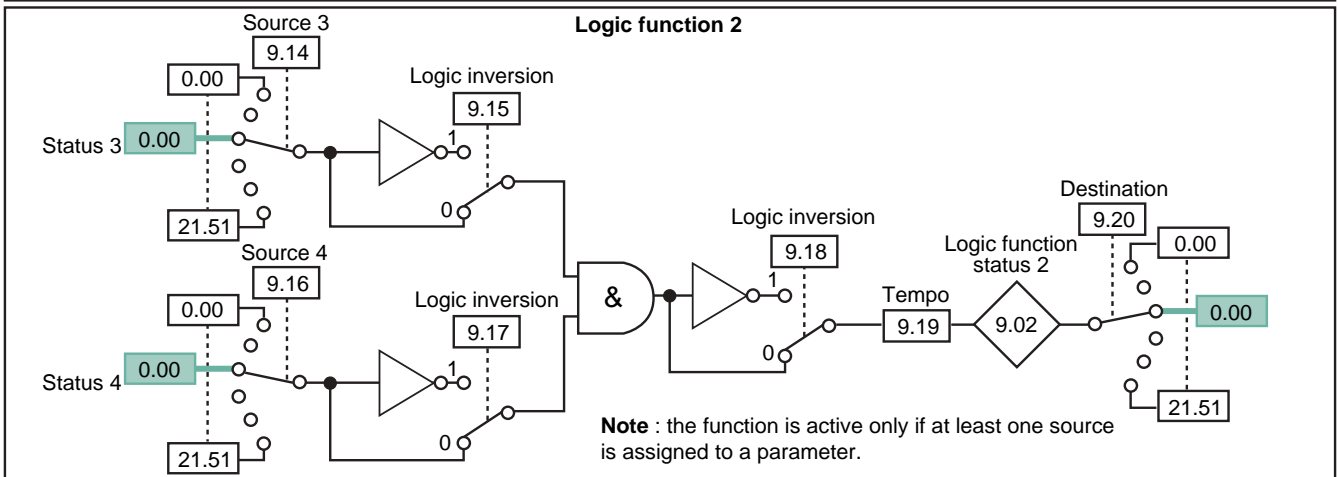 Logic function 2
Source 3
9.14
0.00
Logic inversion
9.15
Status 3 0.00
1
0
21.51
Source 4
9.16
0.00
Logic inversion
9.17
Status 4 0.00
1
0
21.51
&
Logic inversion
9.18
1
0
Tempo
9.19
Logic function
status 2
9.02
Destination
9.20
0.00
0.00
21.51
Note : the function is active only if at least one source
is assigned to a parameter.